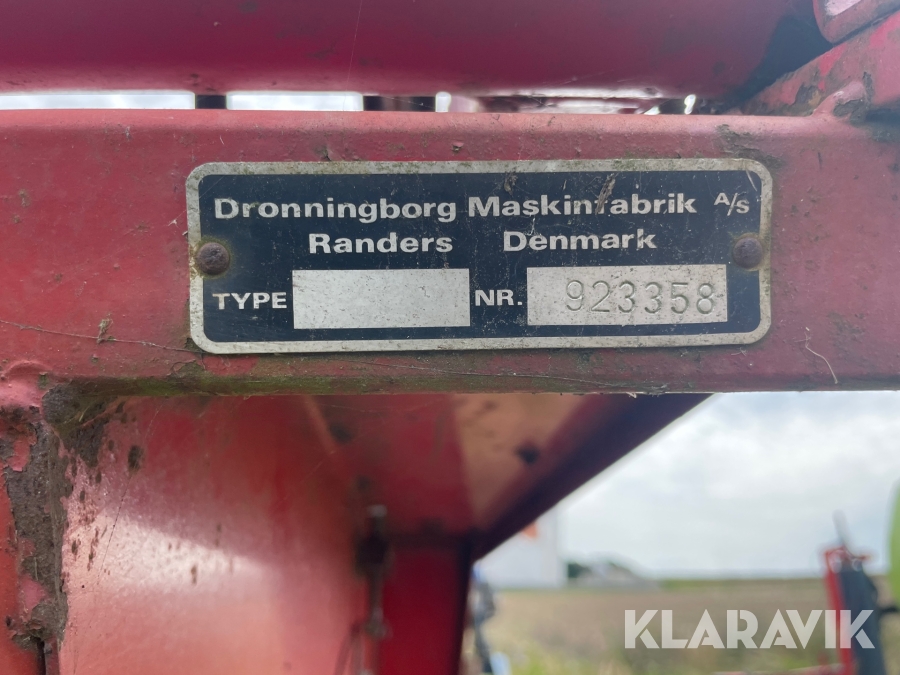 Dronningborg Maskinfabrik A/S
Randers Denmark
TYPE NR. 923358
KLARAVIK